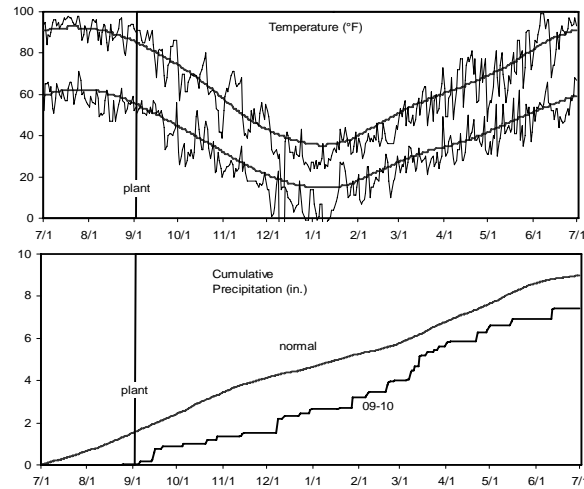 Temperature (°F)
100
80
60
40
20
0
plant
7/1 8/1 9/1 10/1 11/1 12/1 1/1 2/1 3/1 4/1 5/1 6/1 7/1
Cumulative
Precipitation (in.)
10
8
6
4
2
0
normal
plant
09-10
7/1 8/1 9/1 10/1 11/1 12/1 1/1 2/1 3/1 4/1 5/1 6/1 7/1